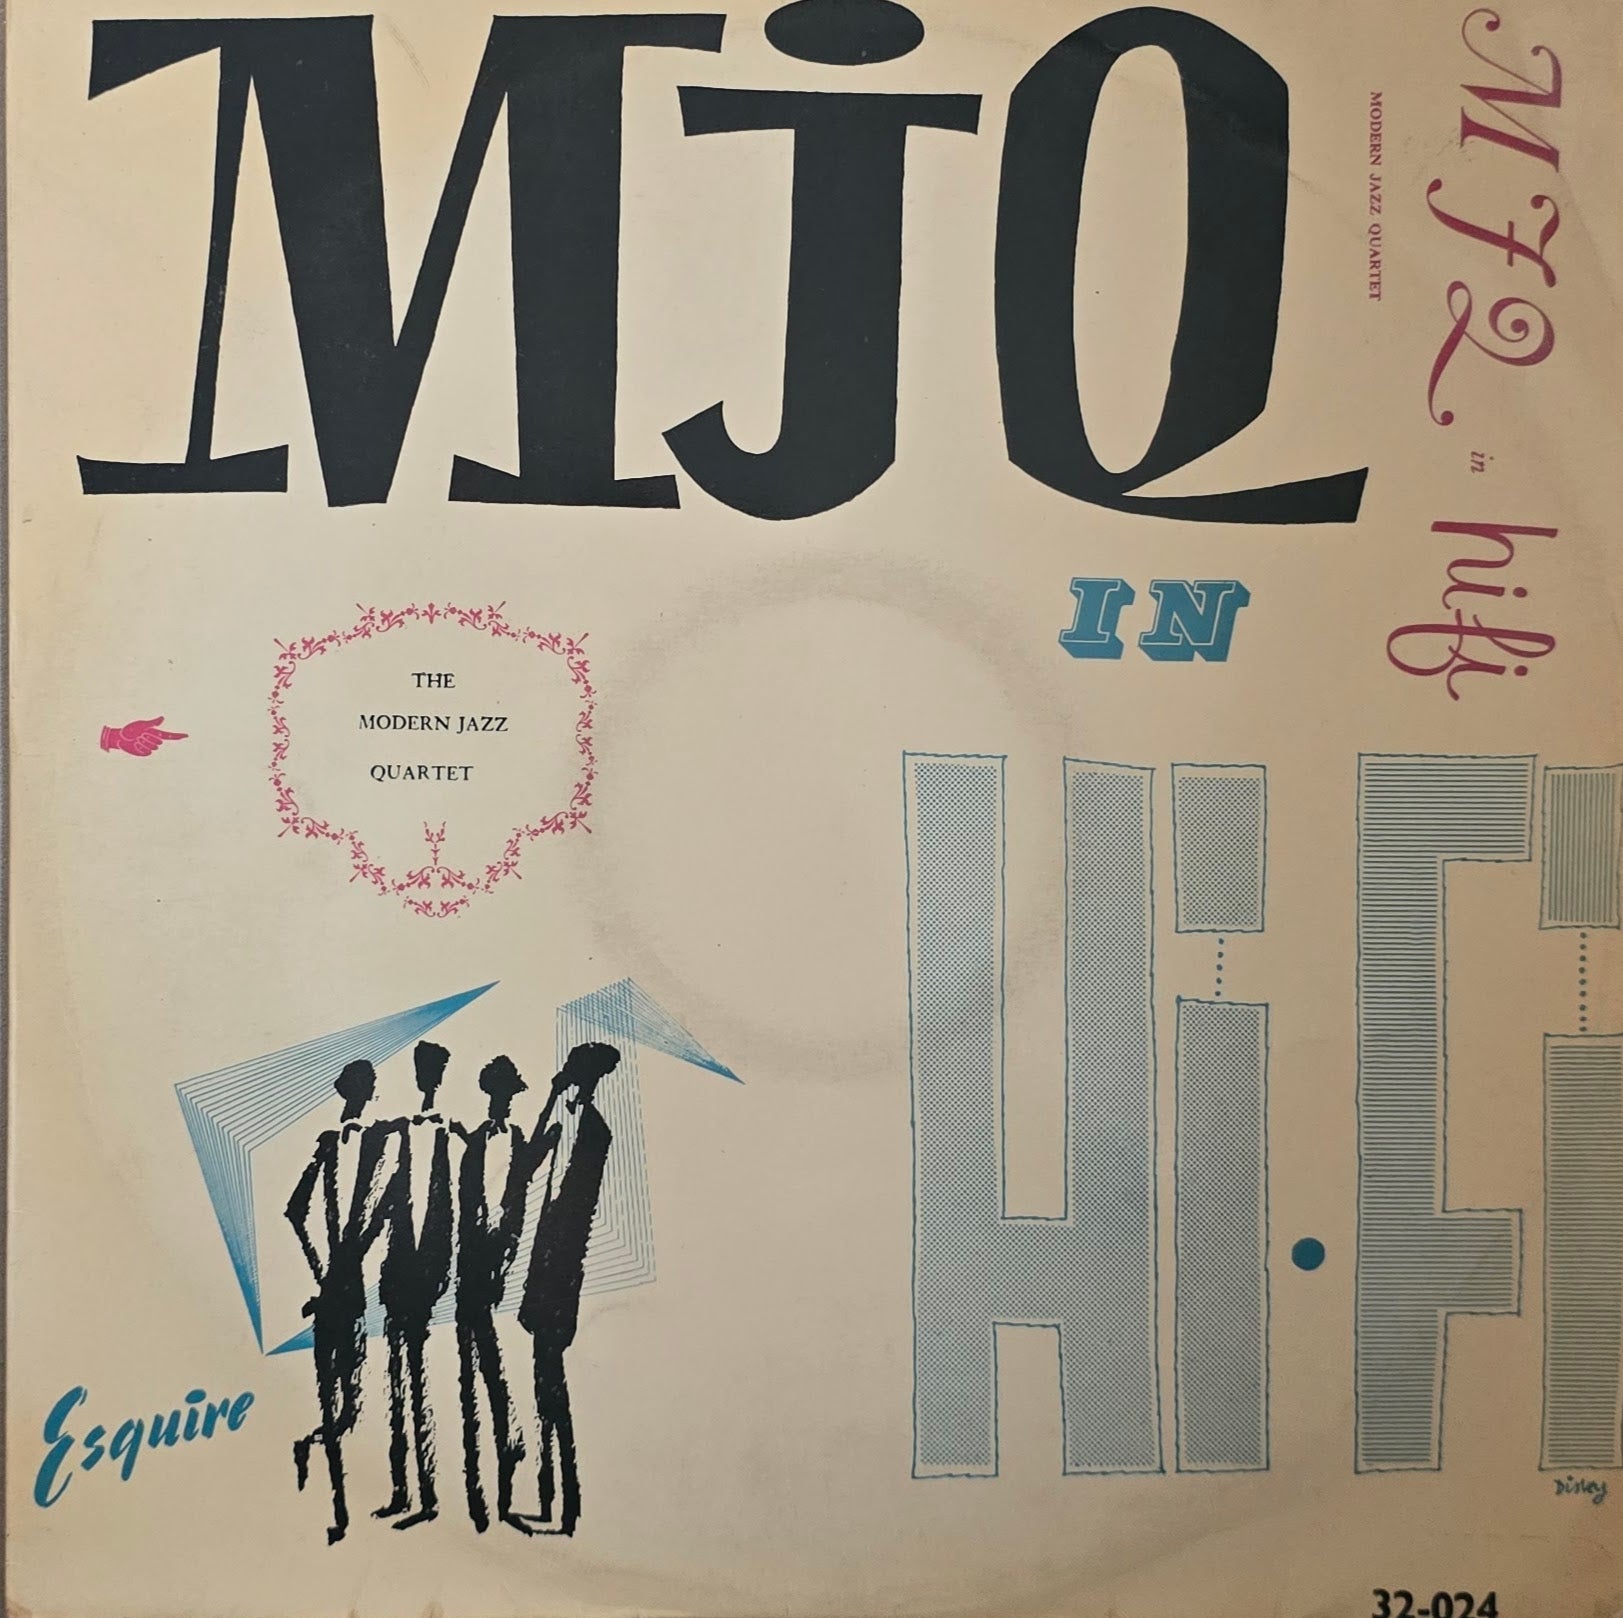 MJQ
IN
Hi·Fi
MODERN JAZZ QUARTET
MJQ in hifi
THE
MODERN JAZZ
QUARTET
Esquire
Disley
32-024